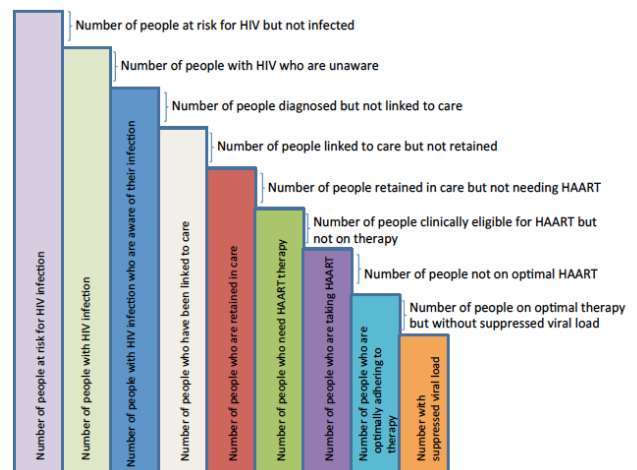 Number of people at risk for HIV but not infected
Number of people with HIV who are unaware
Number of people diagnosed but not linked to care
Number of people linked to care but not retained
Number of people retained in care but not needing HAART
Number of people clinically eligible for HAART but
not on therapy
Number of people not on optimal HAART
Number of people on optimal therapy
but without suppressed viral load
Number of people at risk for HIV infection
Number of people with HIV infection
Number of people with HIV infection who are aware of their infection
Number of people who have been linked to care
Number of people who are retained in care
Number of people who need HAART therapy
Number of people who are taking HAART
Number of people who are
optimally adhering to
therapy
Number with
suppressed viral load